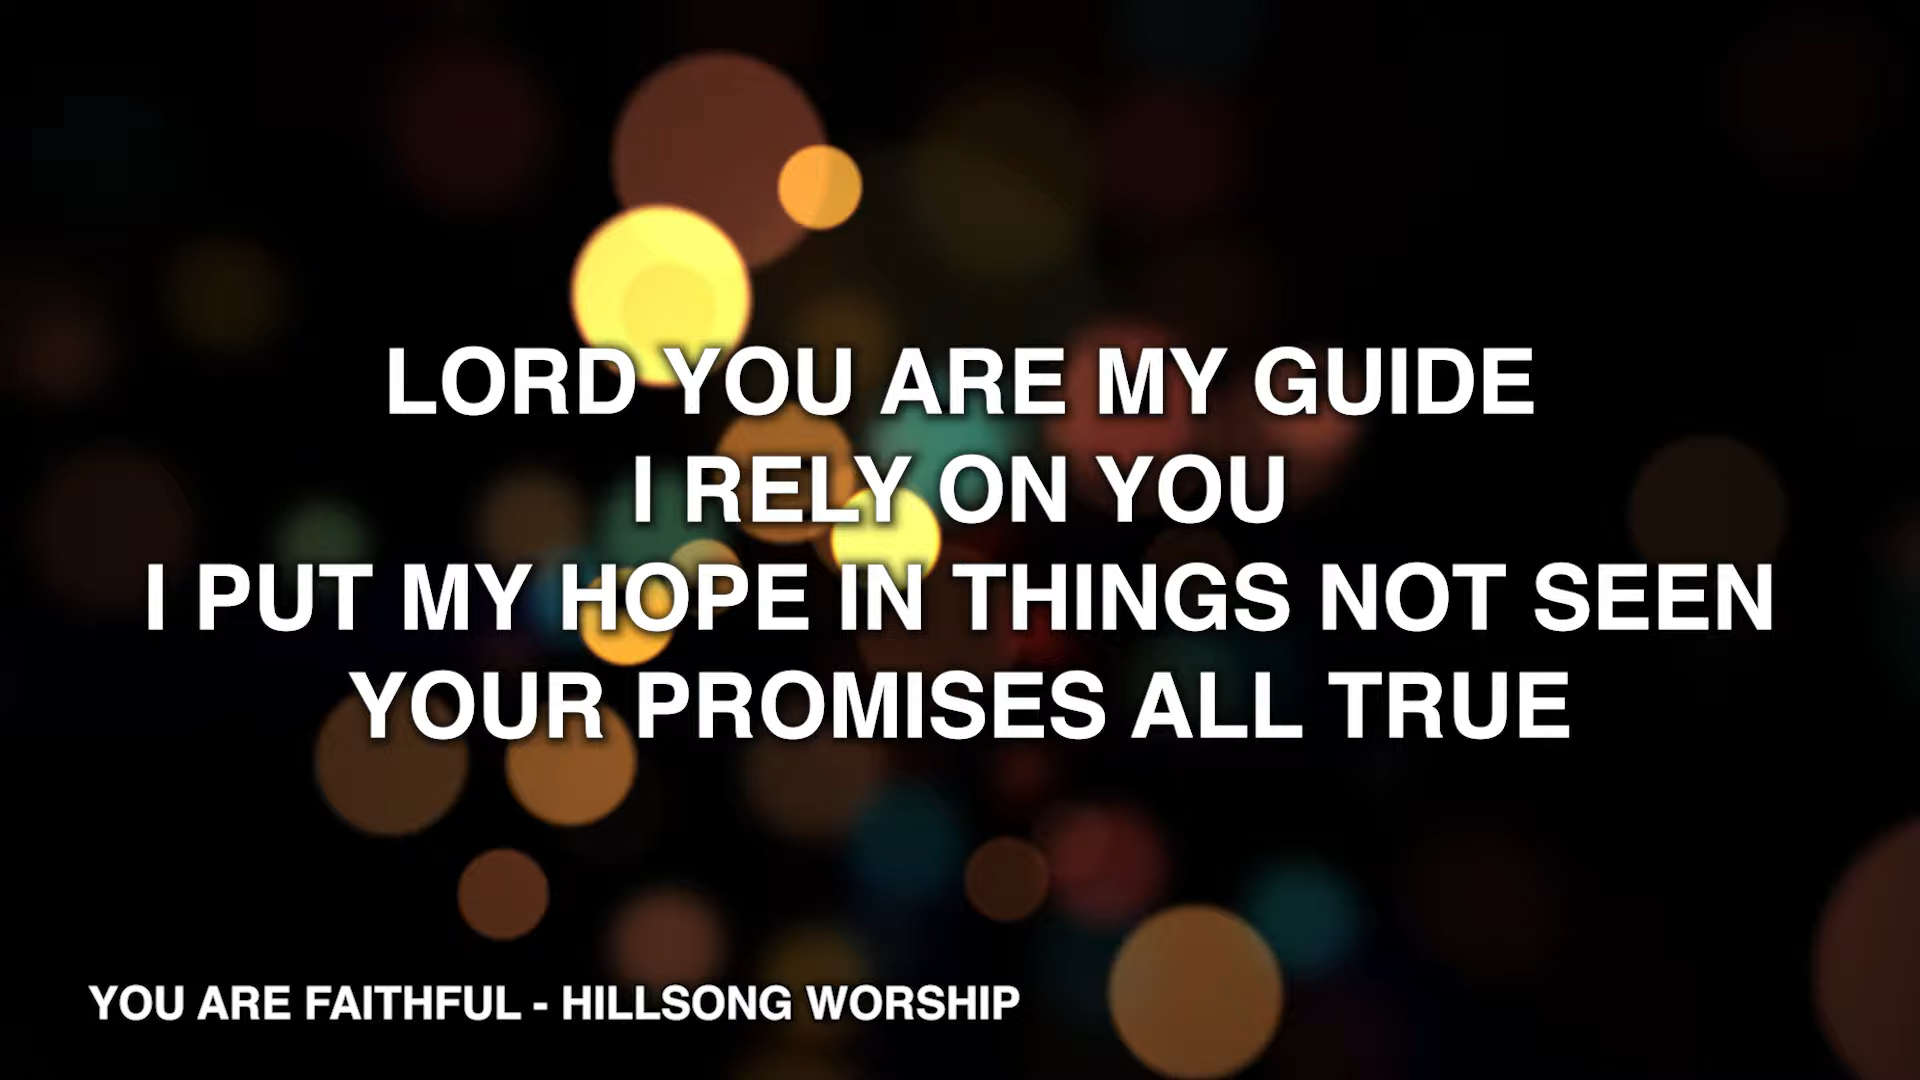 LORD YOU ARE MY GUIDE
I RELY ON YOU
I PUT MY HOPE IN THINGS NOT SEEN
YOUR PROMISES ALL TRUE
YOU ARE FAITHFUL - HILLSONG WORSHIP